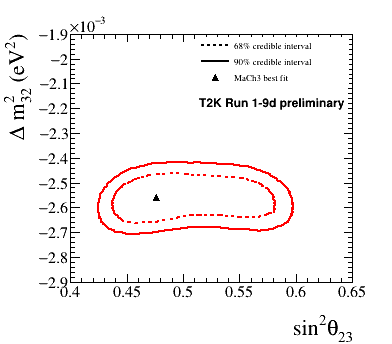 ×10⁻³
−1.9
−2
−2.1
−2.2
−2.3
−2.4
−2.5
−2.6
−2.7
−2.8
−2.9
Δ m²₃₂ (eV²)
68% credible interval
90% credible interval
MaCh3 best fit
T2K Run 1-9d preliminary
0.4 0.45 0.5 0.55 0.6 0.65
sin²θ₂₃